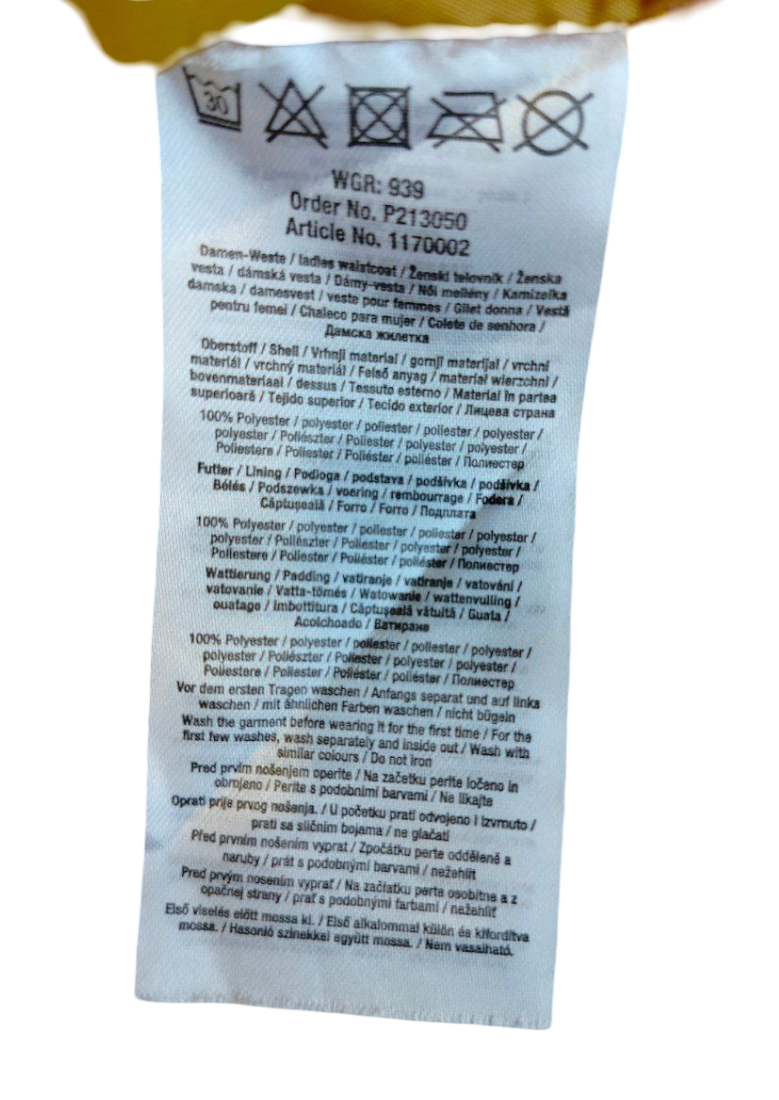 30
WGR: 939
Order No. P213050
Article No. 1170002
Damen-Weste / ladies waistcoat / Ženski telovnik / Ženska
vesta / dámská vesta / Dámy-vesta / Női mellény / Kamizelka
damska / damesvest / veste pour femmes / Gilet donna / Vestă
pentru femei / Chaleco para mujer / Colete de senhora /
Дамска жилетка
Oberstoff / Shell / Vrhnji material / gornji materijal / vrchní
materiál / vrchný materiál / Felső anyag / materiał wierzchni /
bovenmateriaal / dessus / Tessuto esterno / Material în partea
superioară / Tejido superior / Tecido exterior / Лицева страна
100% Polyester / polyester / poliester / poliester / polyester /
polyester / Poliészter / Poliester / polyester / polyester /
Poliestere / Poliester / Poliéster / poliéster / Полиестер
Futter / Lining / Podloga / podstava / podšívka / podšívka /
Bélés / Podszewka / voering / rembourrage / Fodera /
Căptușeală / Forro / Forro / Подплата
100% Polyester / polyester / poliester / poliester / polyester /
polyester / Poliészter / Poliester / polyester / polyester /
Poliestere / Poliester / Poliéster / poliéster / Полиестер
Wattierung / Padding / vatiranje / vatiranje / vatování /
vatovanie / Vatta-tömés / Watowanie / wattenvulling /
ouatage / Imbottitura / Căptușeală vătuită / Guata /
Acolchoado / Ватиране
100% Polyester / polyester / poliester / poliester / polyester /
polyester / Poliészter / Poliester / polyester / polyester /
Poliestere / Poliester / Poliéster / poliéster / Полиестер
Vor dem ersten Tragen waschen / Anfangs separat und auf links
waschen / mit ähnlichen Farben waschen / nicht bügeln
Wash the garment before wearing it for the first time / For the
first few washes, wash separately and inside out / Wash with
similar colours / Do not iron
Pred prvim nošenjem operite / Na začetku perite ločeno in
obrnjeno / Perite s podobnimi barvami / Ne likajte
Oprati prije prvog nošenja. / U početku prati odvojeno i izvrnuto /
prati sa sličnim bojama / ne glačati
Před prvním nošením vyprat / Zpočátku perte odděleně a
naruby / prát s podobnými barvami / nežehlit
Pred prvým nosením vyprať / Na začiatku perte osobitne a z
opačnej strany / prať s podobnými farbami / nežehliť
Első viselés előtt mossa ki. / Első alkalommal külön és kifordítva
mossa. / Hasonló színekkel együtt mossa. / Nem vasalható.